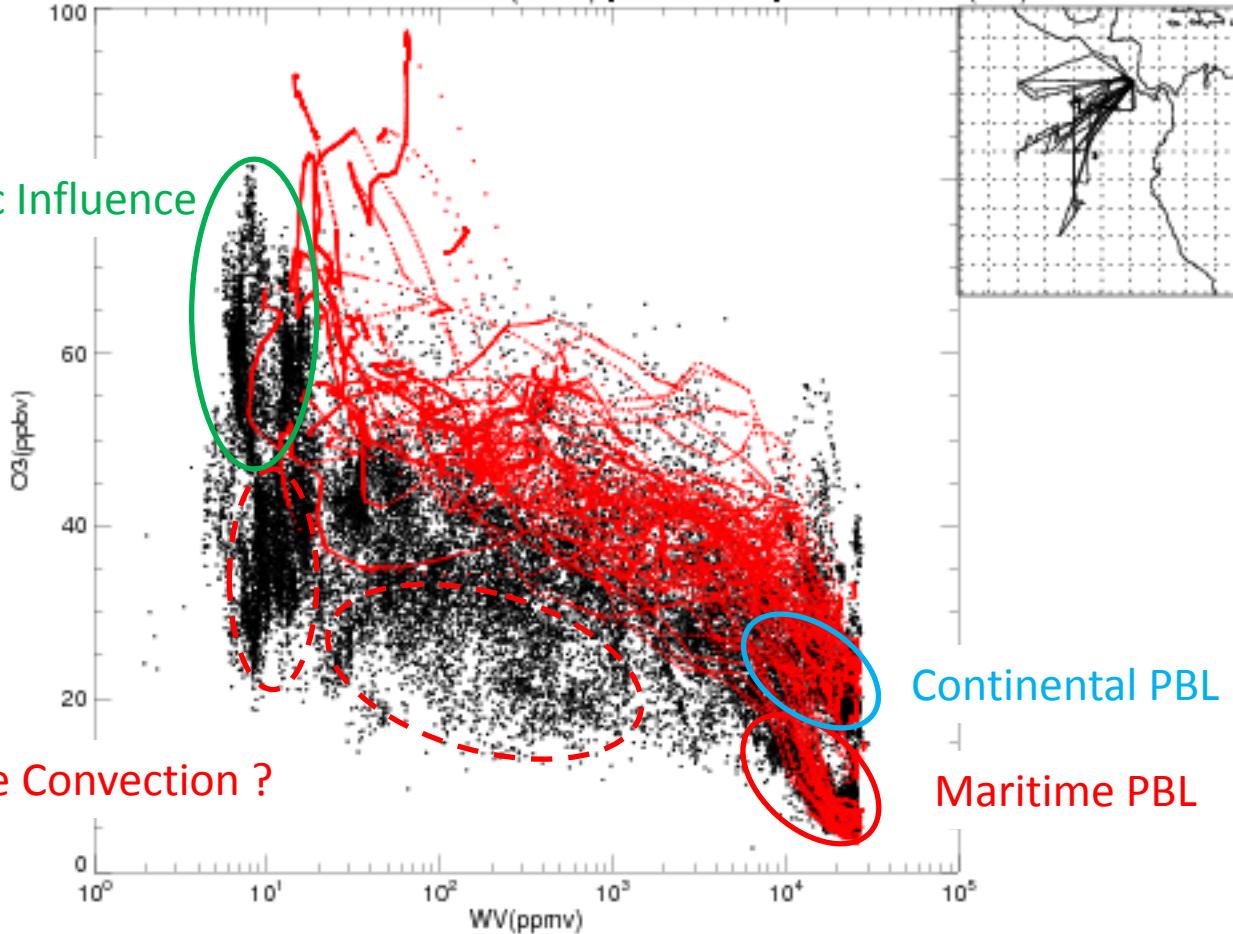 100
c Influence
60
O3(ppbv)
40
Continental PBL
20
e Convection ?
Maritime PBL
0
10⁰ 10¹ 10² 10³ 10⁴ 10⁵
WV(ppmv)